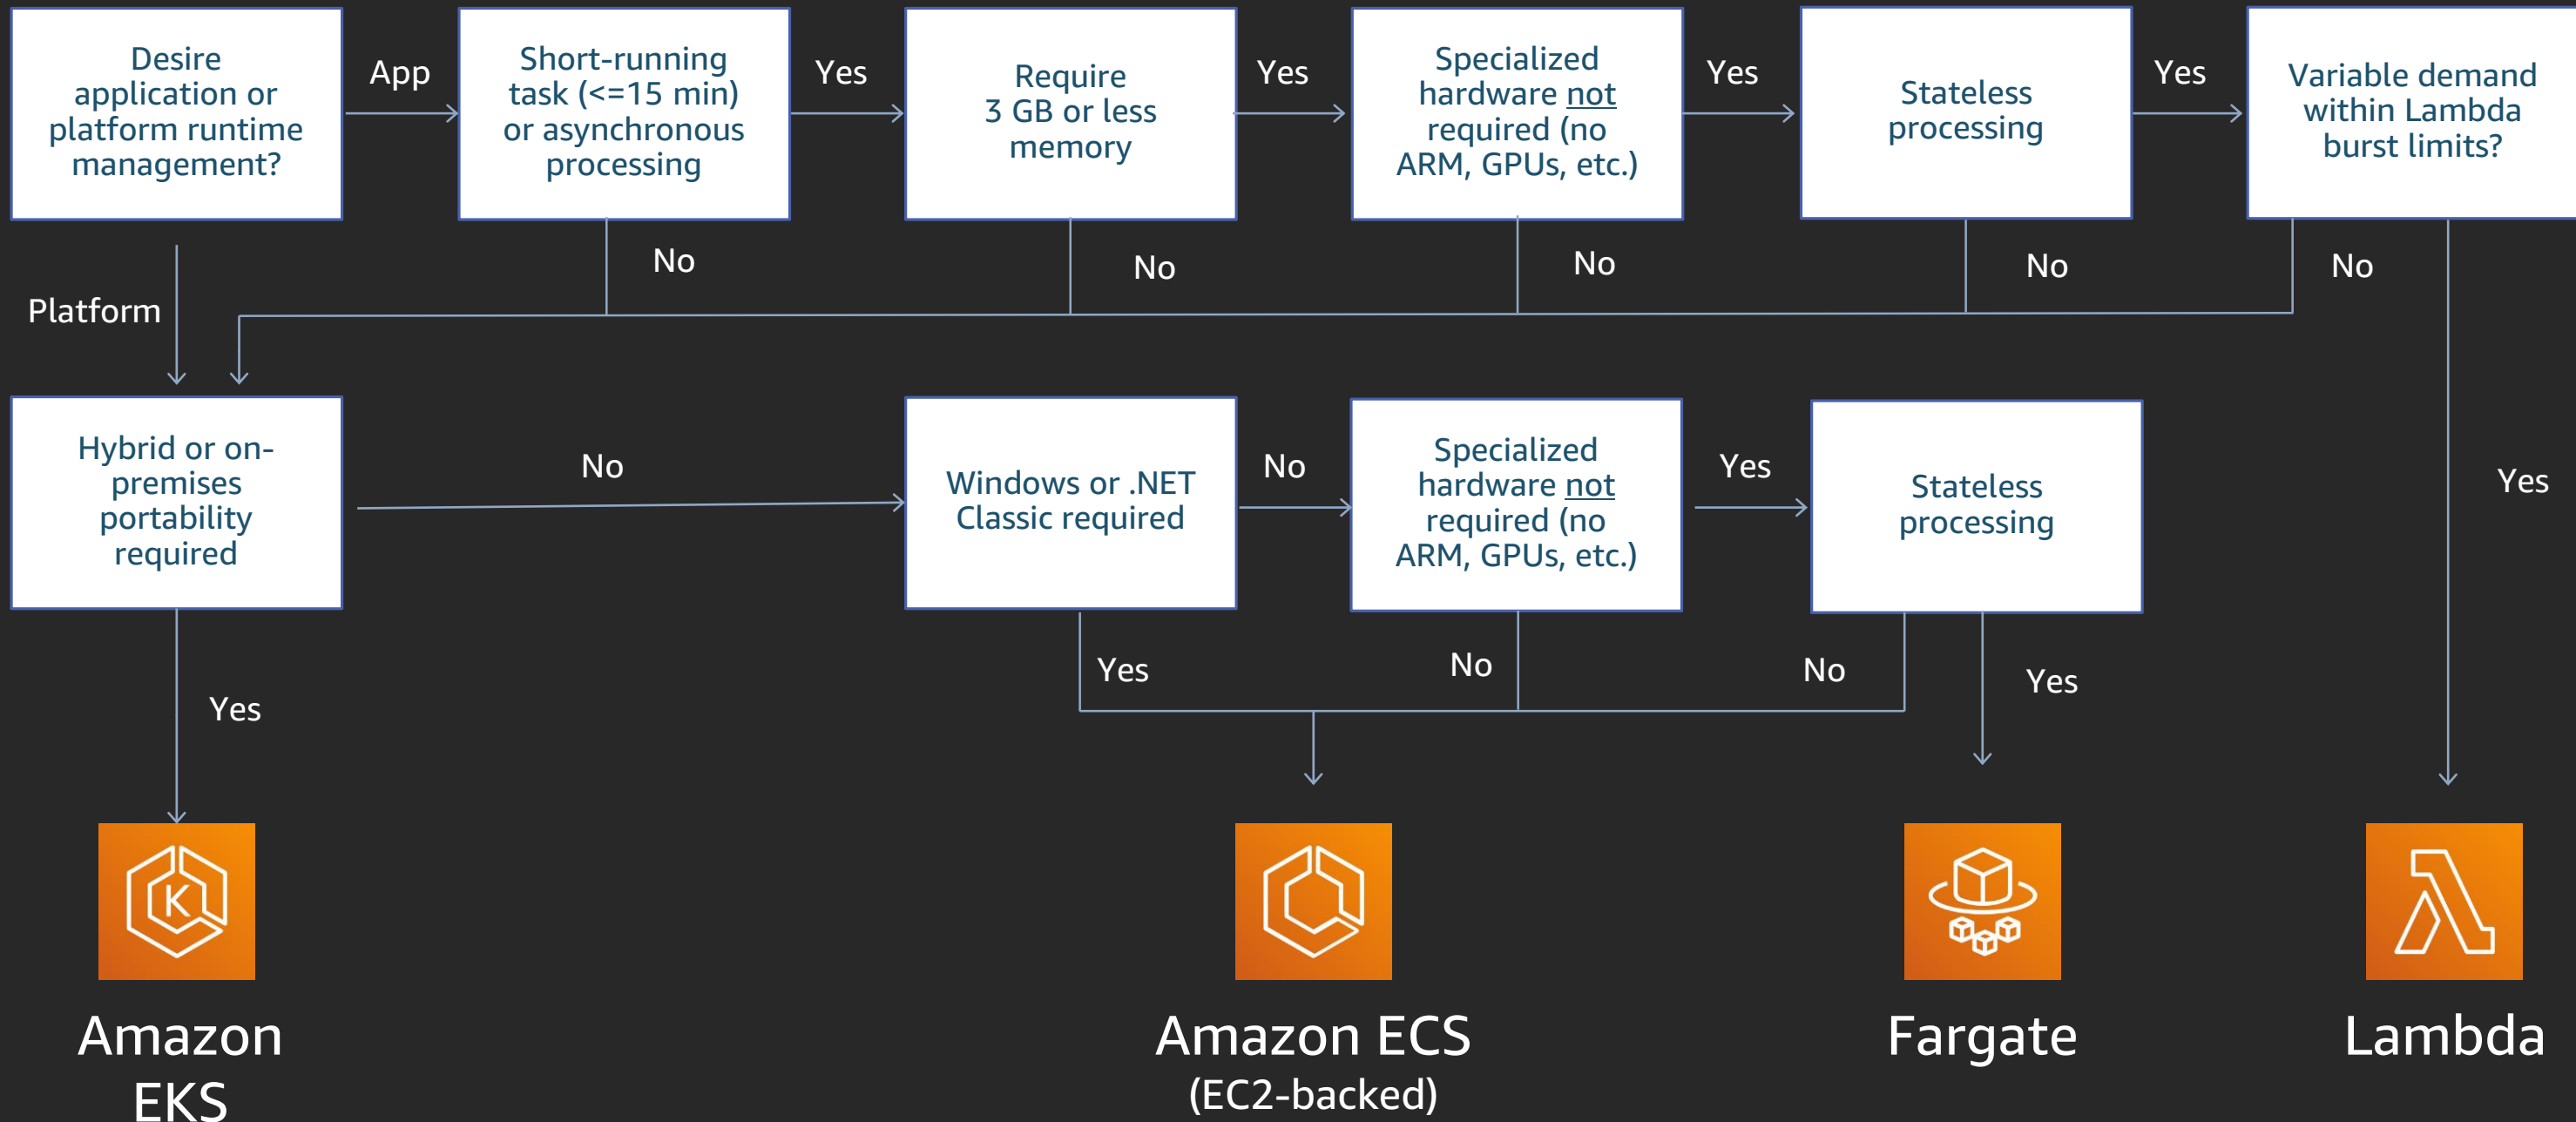 Desire
application or
platform runtime
management?
App
Short-running
task (<=15 min)
or asynchronous
processing
Yes
Require
3 GB or less
memory
Yes
Specialized
hardware not
required (no
ARM, GPUs, etc.)
Yes
Stateless
processing
Yes
Variable demand
within Lambda
burst limits?
No
No
No
No
No
Platform
Hybrid or on-
premises
portability
required
No
Windows or .NET
Classic required
No
Specialized
hardware not
required (no
ARM, GPUs, etc.)
Yes
Stateless
processing
Yes
Yes
Yes
No
No
Yes
K
Amazon
EKS
Amazon ECS
(EC2-backed)
Fargate
Lambda